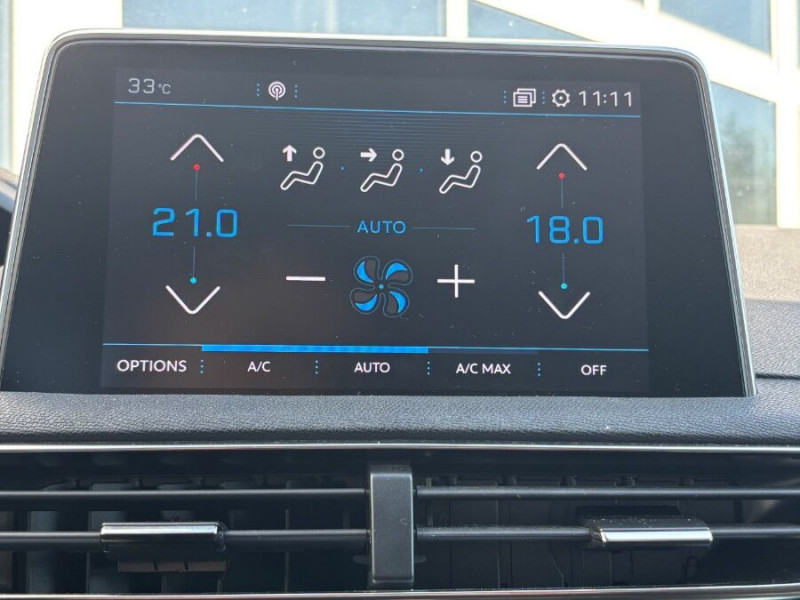 33°C 11:11
21.0 AUTO 18.0
OPTIONS A/C AUTO A/C MAX OFF